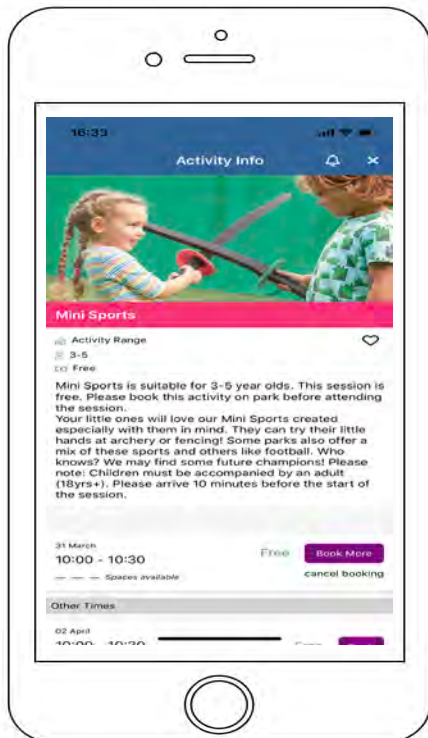 16:33
Activity Info
Mini Sports
Activity Range
3-5
Free
Mini Sports is suitable for 3-5 year olds. This session is
free. Please book this activity on park before attending
the session.
Your little ones will love our Mini Sports created
especially with them in mind. They can try their little
hands at archery or fencing! Some parks also offer a
mix of these sports and others like football. Who
knows? We may find some future champions! Please
note: Children must be accompanied by an adult
(18yrs+). Please arrive 10 minutes before the start of
the session.
31 March
10:00 - 10:30
Free
Book More
— — — Spaces available
cancel booking
Other Times
02 April
10:00 - 10:30
Free